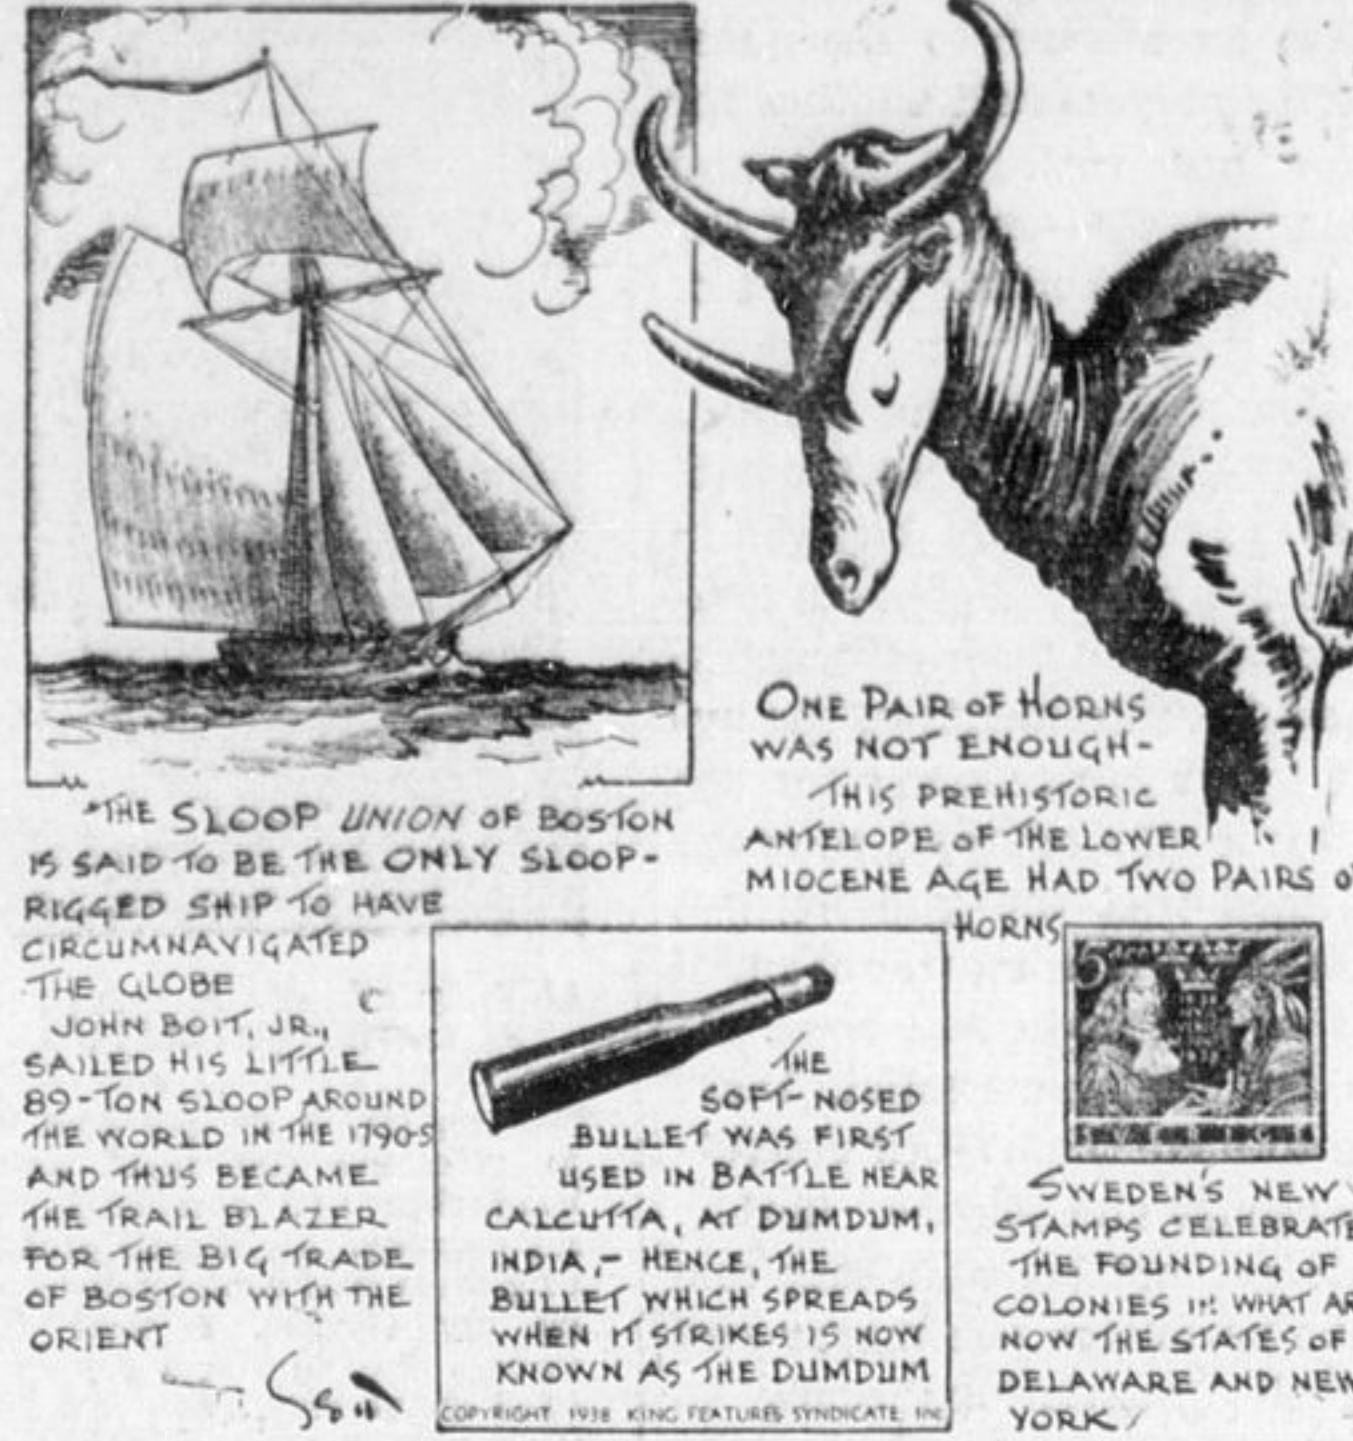 THE SLOOP UNION OF BOSTON
IS SAID TO BE THE ONLY SLOOP-
RIGGED SHIP TO HAVE
CIRCUMNAVIGATED
THE GLOBE
JOHN BOIT, JR.,
SAILED HIS LITTLE
89-TON SLOOP AROUND
THE WORLD IN THE 1790-S
AND THUS BECAME
THE TRAIL BLAZER
FOR THE BIG TRADE
OF BOSTON WITH THE
ORIENT
ONE PAIR OF HORNS
WAS NOT ENOUGH-
THIS PREHISTORIC
ANTELOPE OF THE LOWER
MIOCENE AGE HAD TWO PAIRS
HORNS
THE
SOFT-NOSED
BULLET WAS FIRST
USED IN BATTLE NEAR
CALCUTTA, AT DUMDUM,
INDIA,- HENCE, THE
BULLET WHICH SPREADS
WHEN IT STRIKES IS NOW
KNOWN AS THE DUMDUM
COPYRIGHT 1938 KING FEATURES SYNDICATE, INC
5
SWEDEN'S NEW
STAMPS CELEBRATE
THE FOUNDING OF
COLONIES IN WHAT AR
NOW THE STATES OF
DELAWARE AND NEW
YORK